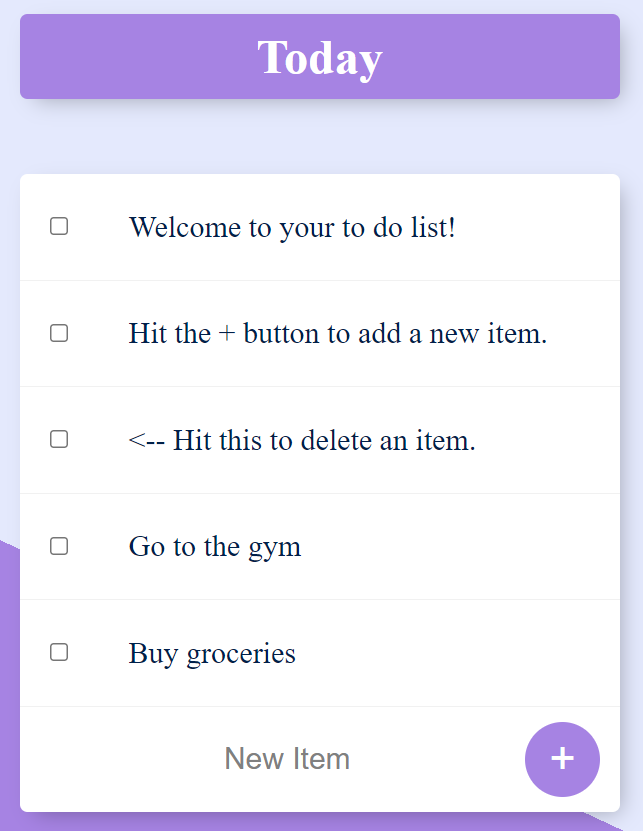 Today
Welcome to your to do list!
Hit the + button to add a new item.
<-- Hit this to delete an item.
Go to the gym
Buy groceries
New Item +